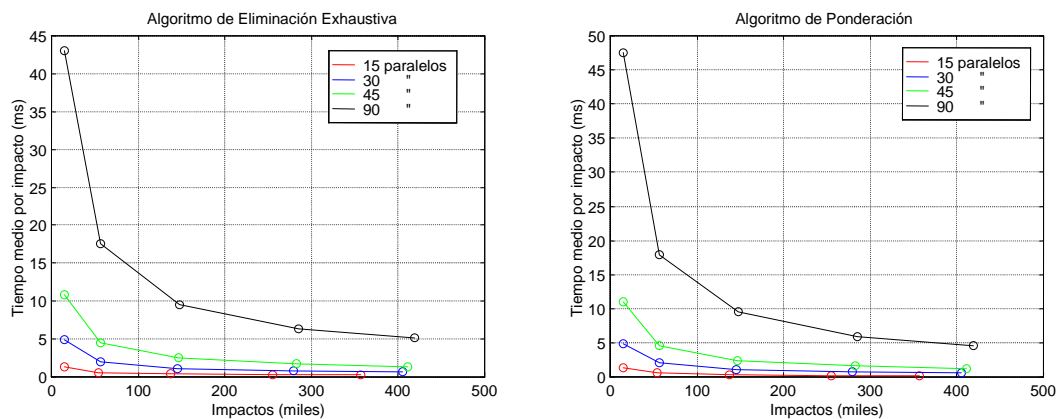 Algoritmo de Eliminación Exhaustiva
45
40
35
30
25
20
15
10
5
0
0 100 200 300 400 500
Tiempo medio por impacto (ms)
Impactos (miles)
15 paralelos
30 "
45 "
90 "
Algoritmo de Ponderación
50
45
40
35
30
25
20
15
10
5
0
0 100 200 300 400 500
Tiempo medio por impacto (ms)
Impactos (miles)
15 paralelos
30 "
45 "
90 "